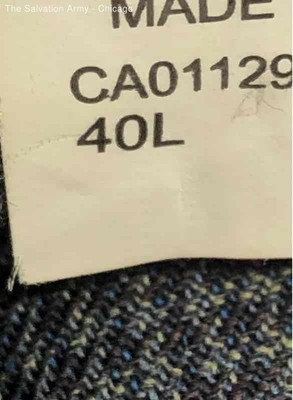 The Salvation Army - Chicago
MADE
CA01129
40L